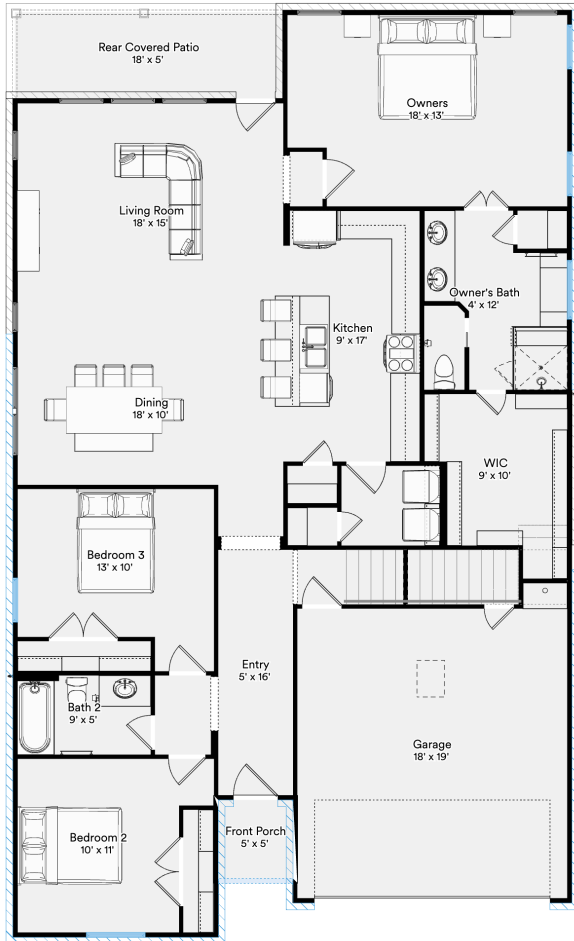 Rear Covered Patio
18' x 5'
Owners
18' x 13'
Living Room
18' x 15'
Owner's Bath
4' x 12'
Kitchen
9' x 17'
Dining
18' x 10'
WIC
9' x 10'
Bedroom 3
13' x 10'
Entry
5' x 16'
Bath 2
9' x 5'
Garage
18' x 19'
Front Porch
5' x 5'
Bedroom 2
10' x 11'